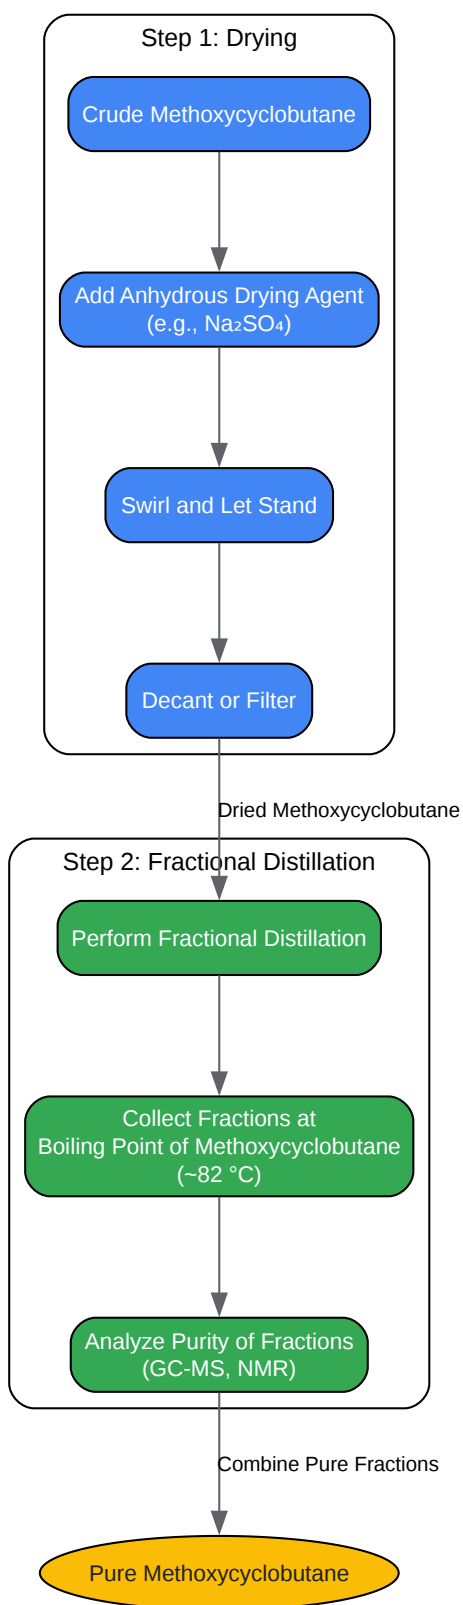 Step 1: Drying
Crude Methoxycyclobutane
Add Anhydrous Drying Agent
(e.g., Na₂SO₄)
Swirl and Let Stand
Decant or Filter
Dried Methoxycyclobutane
Step 2: Fractional Distillation
Perform Fractional Distillation
Collect Fractions at
Boiling Point of Methoxycyclobutane
(~82 °C)
Analyze Purity of Fractions
(GC-MS, NMR)
Combine Pure Fractions
Pure Methoxycyclobutane